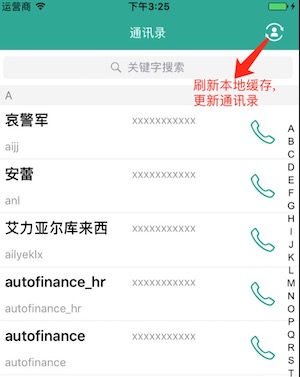 运营商 下午3:25
通讯录
关键字搜索
刷新本地缓存,
更新通讯录
A
哀警军 xxxxxxxxxxx
aijj
安蕾 xxxxxxxxxxx
anl
艾力亚尔库来西 xxxxxxxxxxx
ailyeklx
autofinance_hr xxxxxxxxxxx
autofinance_hr
autofinance xxxxxxxxxxx
autofinance
A
B
C
D
E
F
G
H
I
J
K
L
M
N
O
P
Q
R
S
T